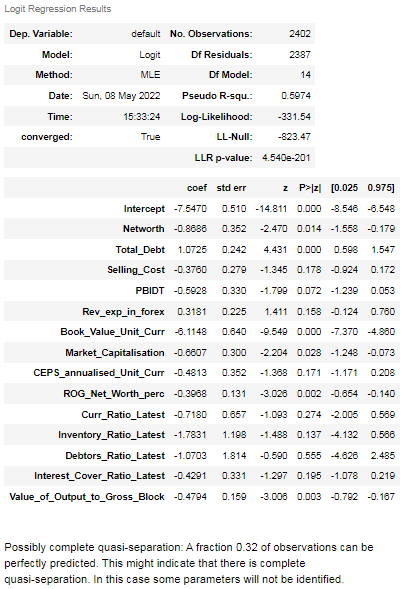 Logit Regression Results
Dep. Variable: default No. Observations: 2402
Model: Logit Df Residuals: 2387
Method: MLE Df Model: 14
Date: Sun, 08 May 2022 Pseudo R-squ.: 0.5974
Time: 15:33:24 Log-Likelihood: -331.54
converged: True LL-Null: -823.47
LLR p-value: 4.540e-201
coef std err z P>|z| [0.025 0.975]
Intercept -7.5470 0.510 -14.811 0.000 -8.546 -6.548
Networth -0.8686 0.352 -2.470 0.014 -1.558 -0.179
Total_Debt 1.0725 0.242 4.431 0.000 0.598 1.547
Selling_Cost -0.3760 0.279 -1.345 0.178 -0.924 0.172
PBIDT -0.5928 0.330 -1.799 0.072 -1.239 0.053
Rev_exp_in_forex 0.3181 0.225 1.411 0.158 -0.124 0.760
Book_Value_Unit_Curr -6.1148 0.640 -9.549 0.000 -7.370 -4.860
Market_Capitalisation -0.6607 0.300 -2.204 0.028 -1.248 -0.073
CEPS_annualised_Unit_Curr -0.4813 0.352 -1.368 0.171 -1.171 0.208
ROG_Net_Worth_perc -0.3968 0.131 -3.026 0.002 -0.654 -0.140
Curr_Ratio_Latest -0.7180 0.657 -1.093 0.274 -2.005 0.569
Inventory_Ratio_Latest -1.7831 1.198 -1.488 0.137 -4.132 0.566
Debtors_Ratio_Latest -1.0703 1.814 -0.590 0.555 -4.626 2.485
Interest_Cover_Ratio_Latest -0.4291 0.331 -1.297 0.195 -1.078 0.219
Value_of_Output_to_Gross_Block -0.4794 0.159 -3.006 0.003 -0.792 -0.167
Possibly complete quasi-separation: A fraction 0.32 of observations can be
perfectly predicted. This might indicate that there is complete
quasi-separation. In this case some parameters will not be identified.